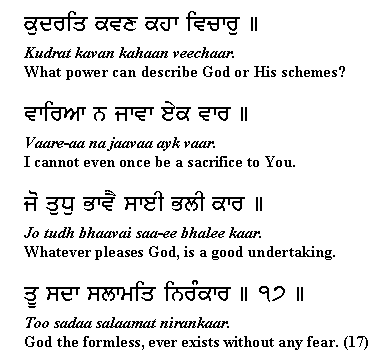 ਕੁਦਰਤਿ ਕਵਣ ਕਹਾ ਵਿਚਾਰੁ ॥
Kudrat kavan kahaan veechaar.
What power can describe God or His schemes?
ਵਾਰਿਆ ਨ ਜਾਵਾ ਏਕ ਵਾਰ ॥
Vaare-aa na jaavaa ayk vaar.
I cannot even once be a sacrifice to You.
ਜੋ ਤੁਧੁ ਭਾਵੈ ਸਾਈ ਭਲੀ ਕਾਰ ॥
Jo tudh bhaavai saa-ee bhalee kaar.
Whatever pleases God, is a good undertaking.
ਤੂ ਸਦਾ ਸਲਾਮਤਿ ਨਿਰੰਕਾਰ ॥ ੧੭ ॥
Too sadaa salaamat nirankaar.
God the formless, ever exists without any fear. (17)